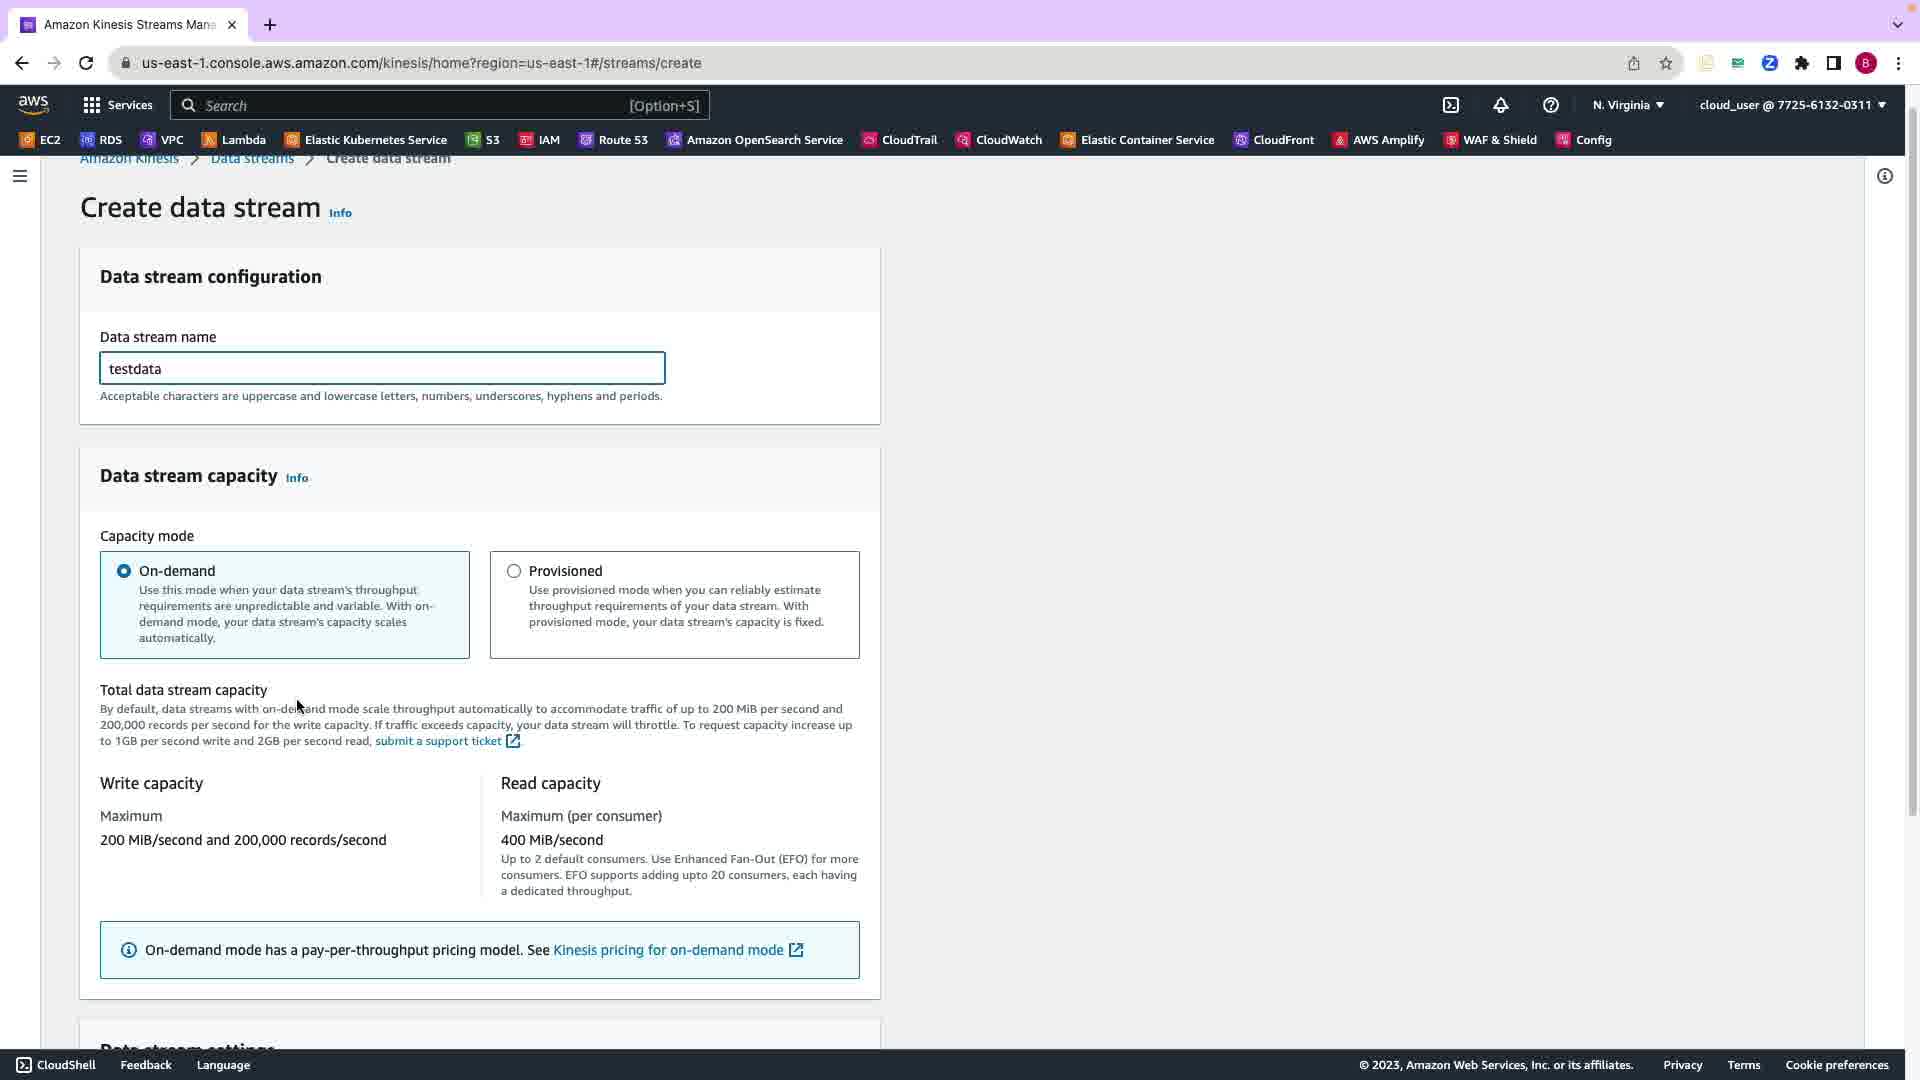 Amazon Kinesis Streams Mana
us-east-1.console.aws.amazon.com/kinesis/home?region=us-east-1#/streams/create
B
aws
Services
Search
[Option+S]
N. Virginia
cloud_user @ 7725-6132-0311
EC2
RDS
VPC
Lambda
Elastic Kubernetes Service
S3
IAM
Route 53
Amazon OpenSearch Service
CloudTrail
CloudWatch
Elastic Container Service
CloudFront
AWS Amplify
WAF & Shield
Config
Amazon Kinesis
Data streams
Create data stream
Create data stream Info
Data stream configuration
Data stream name
testdata
Acceptable characters are uppercase and lowercase letters, numbers, underscores, hyphens and periods.
Data stream capacity Info
Capacity mode
On-demand
Use this mode when your data stream's throughput
requirements are unpredictable and variable. With on-
demand mode, your data stream's capacity scales
automatically.
Provisioned
Use provisioned mode when you can reliably estimate
throughput requirements of your data stream. With
provisioned mode, your data stream's capacity is fixed.
Total data stream capacity
By default, data streams with on-demand mode scale throughput automatically to accommodate traffic of up to 200 MiB per second and
200,000 records per second for the write capacity. If traffic exceeds capacity, your data stream will throttle. To request capacity increase up
to 1GB per second write and 2GB per second read, submit a support ticket
Write capacity
Maximum
200 MiB/second and 200,000 records/second
Read capacity
Maximum (per consumer)
400 MiB/second
Up to 2 default consumers. Use Enhanced Fan-Out (EFO) for more
consumers. EFO supports adding upto 20 consumers, each having
a dedicated throughput.
On-demand mode has a pay-per-throughput pricing model. See Kinesis pricing for on-demand mode
Data stream settings
CloudShell
Feedback
Language
© 2023, Amazon Web Services, Inc. or its affiliates.
Privacy
Terms
Cookie preferences